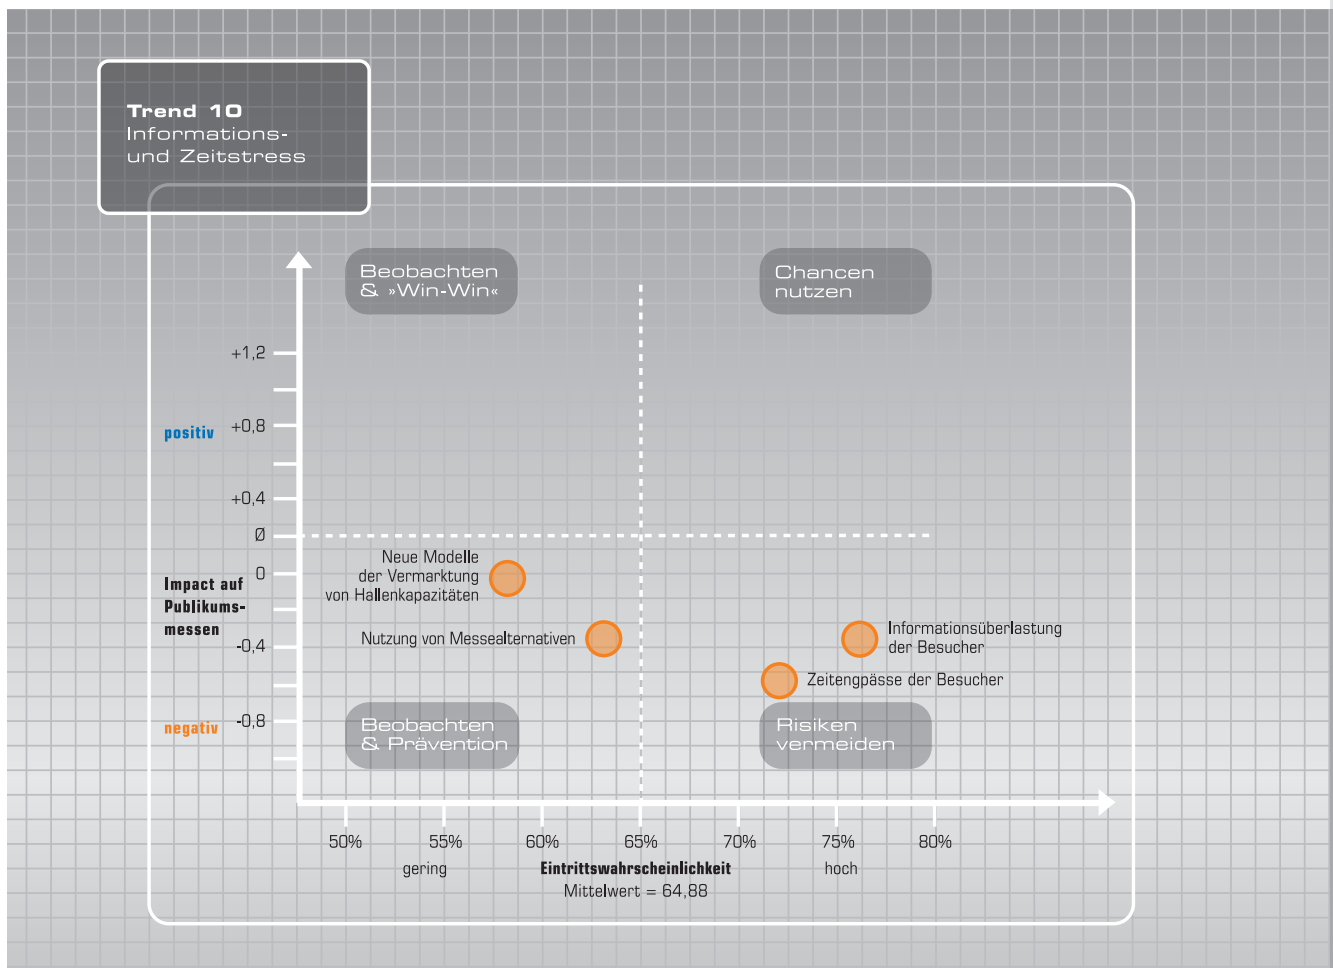 Trend 10
Informations-
und Zeitstress
Beobachten
& »Win-Win«
Chancen
nutzen
+1,2
positiv
+0,8
+0,4
Ø
0
Impact auf
Publikums-
messen
-0,4
negativ
-0,8
Neue Modelle
der Vermarktung
von Hallenkapazitäten
Nutzung von Messealternativen
Informationsüberlastung
der Besucher
Zeitengpässe der Besucher
Beobachten
& Prävention
Risiken
vermeiden
50%
55%
60%
65%
70%
75%
80%
gering
Eintrittswahrscheinlichkeit
hoch
Mittelwert = 64,88